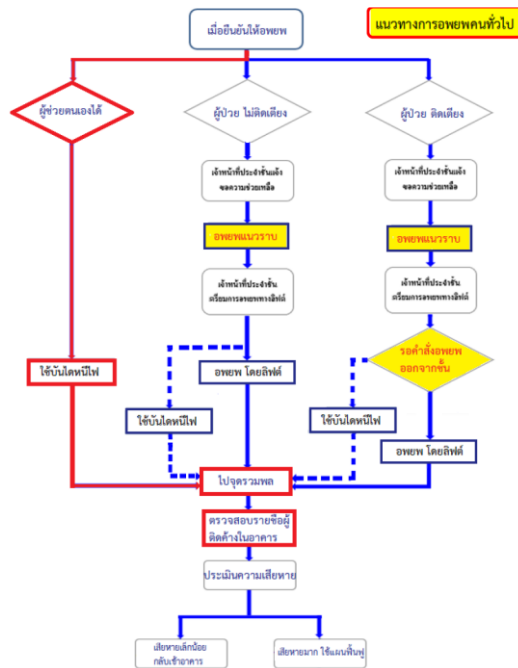 แนวทางการอพยพคนทั่วไป
เมื่อยืนยันให้อพยพ
ผู้ช่วยตนเองได้
ผู้ป่วย ไม่ติดเตียง
ผู้ป่วย ติดเตียง
เจ้าหน้าที่ประจำชั้นแจ้ง
ขอความช่วยเหลือ
เจ้าหน้าที่ประจำชั้นแจ้ง
ขอความช่วยเหลือ
อพยพแนวราบ
อพยพแนวราบ
เจ้าหน้าที่ประจำชั้น
เตรียมการอพยพทางลิฟต์
เจ้าหน้าที่ประจำชั้น
เตรียมการอพยพทางลิฟต์
รอคำสั่งอพยพ
ออกจากชั้น
ใช้บันไดหนีไฟ
อพยพ โดยลิฟต์
ใช้บันไดหนีไฟ
ใช้บันไดหนีไฟ
อพยพ โดยลิฟต์
ไปจุดรวมพล
ตรวจสอบรายชื่อผู้
ติดค้างในอาคาร
ประเมินความเสียหาย
เสียหายเล็กน้อย
กลับเข้าอาคาร
เสียหายมาก ใช้แผนฟื้นฟู